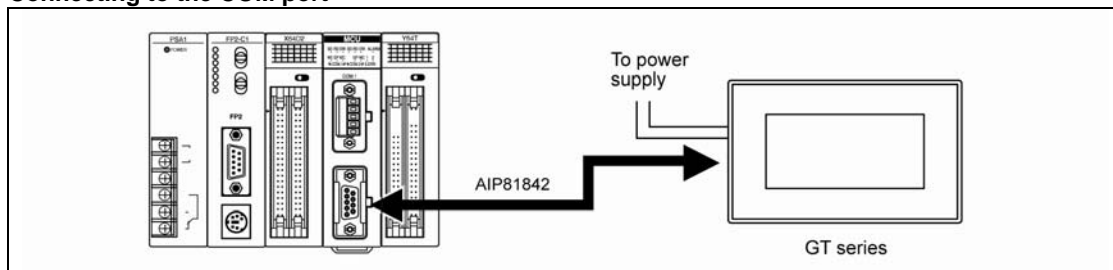 Connecting to the COM port
PSA1
FP2-C1
X64D2
MCU
Y64T
POWER
COM 1
FP2
To power
supply
AIP81842
GT series